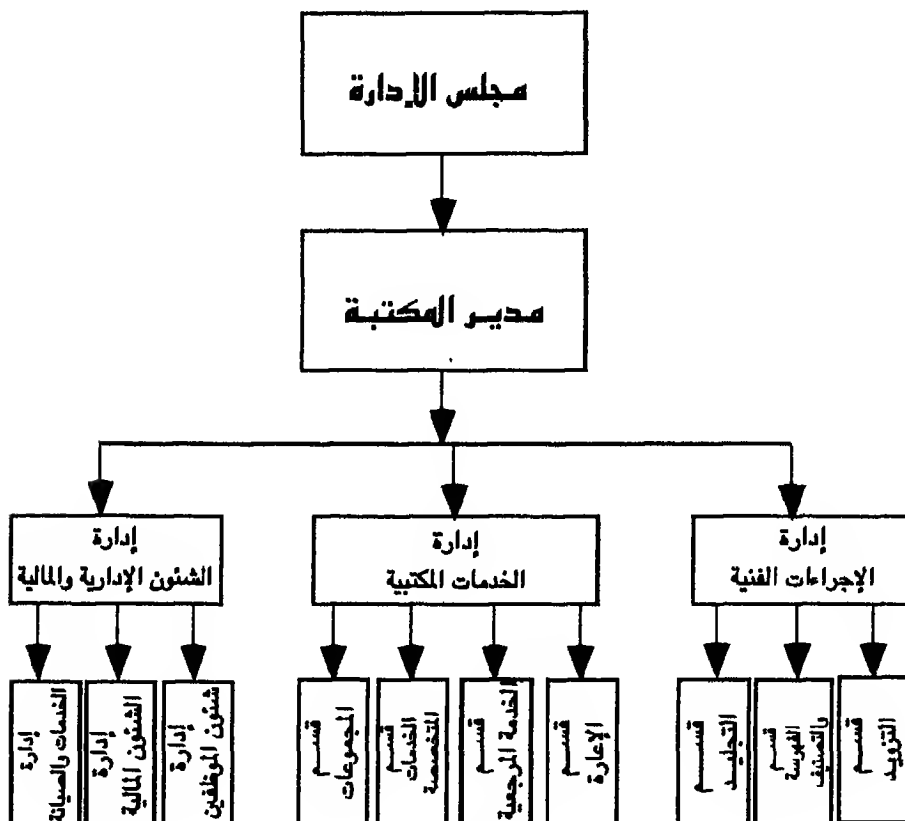 مجلس الإدارة
مديـر المكتبـة
إدارة
الإجراءات الفنية
إدارة
الخدمات المكتبية
إدارة
الشئون الإدارية والمالية
قسم
التزويد
قسم
الفهرسة
والتصنيف
قسم
التجليد
قسم
الإعارة
قسم
الخدمة المرجعية
قسم
الخدمات
المتخصصة
قسم
المجموعات
إدارة
شئون الموظفين
إدارة
الشئون المالية
إدارة
الخدمات والصيانة